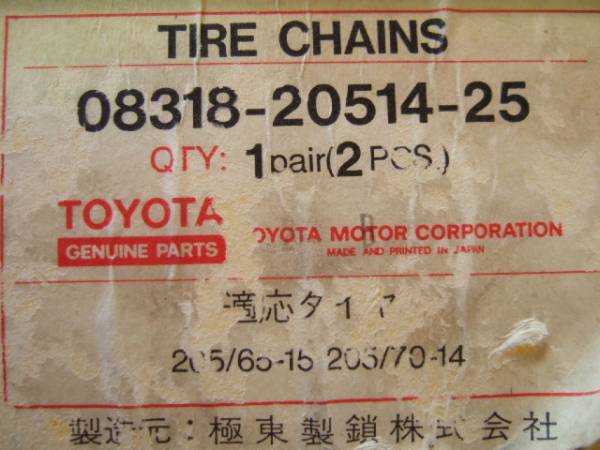 TIRE CHAINS
08318-20514-25
QTY: 1pair(2PCS.)
TOYOTA
GENUINE PARTS
TOYOTA MOTOR CORPORATION
MADE AND PRINTED IN JAPAN
適応タイヤ
205/65-15 205/70-14
製造元：極東製鎖株式会社